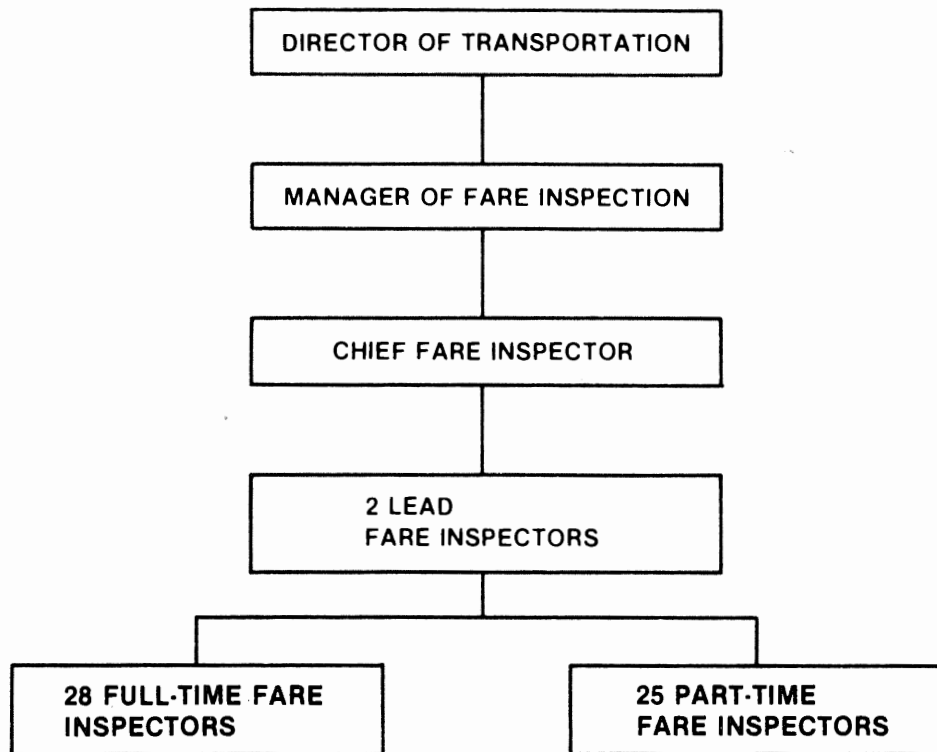 DIRECTOR OF TRANSPORTATION
MANAGER OF FARE INSPECTION
CHIEF FARE INSPECTOR
2 LEAD
FARE INSPECTORS
28 FULL-TIME FARE
INSPECTORS
25 PART-TIME
FARE INSPECTORS